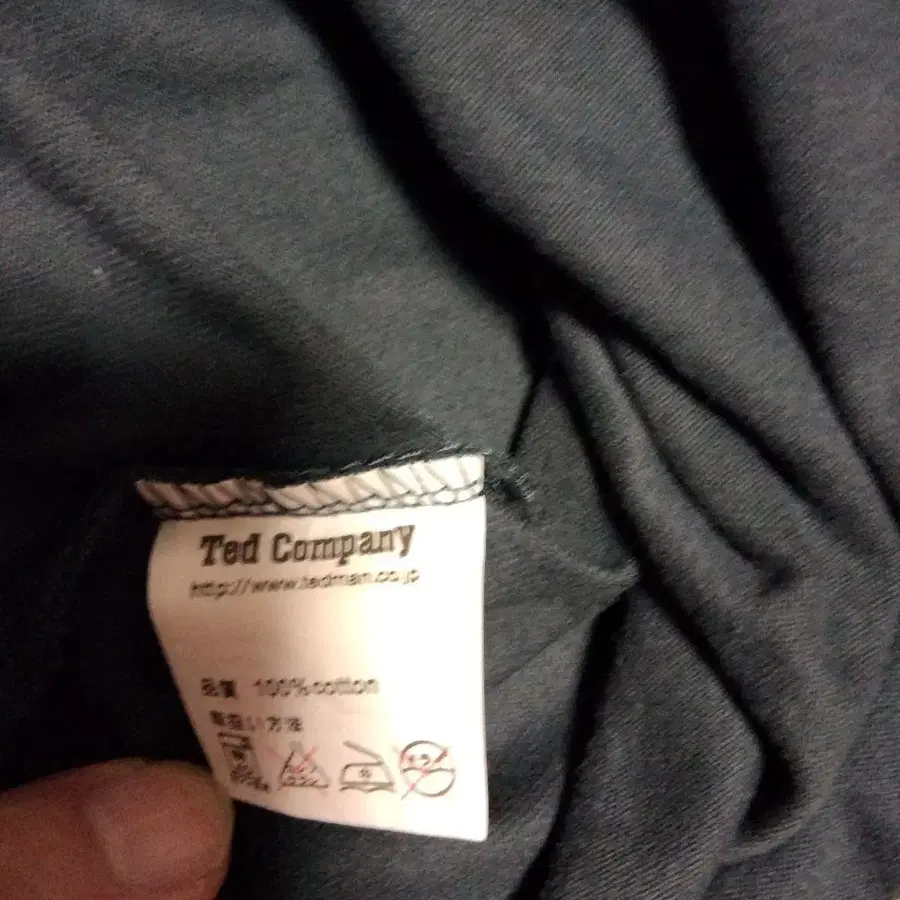 Ted Company
http://www.tedman.co.jp
品質 100%cotton
取扱い方法